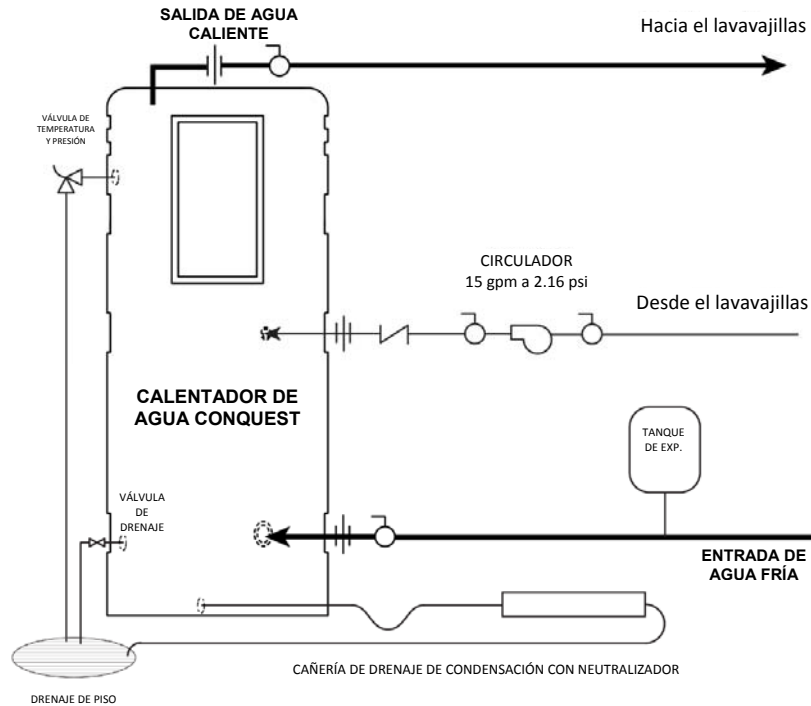 SALIDA DE AGUA
CALIENTE
Hacia el lavavajillas
VÁLVULA DE
TEMPERATURA
Y PRESIÓN
CIRCULADOR
15 gpm a 2.16 psi
Desde el lavavajillas
CALENTADOR DE
AGUA CONQUEST
TANQUE
DE EXP.
VÁLVULA
DE
DRENAJE
ENTRADA DE
AGUA FRÍA
CAÑERÍA DE DRENAJE DE CONDENSACIÓN CON NEUTRALIZADOR
DRENAJE DE PISO